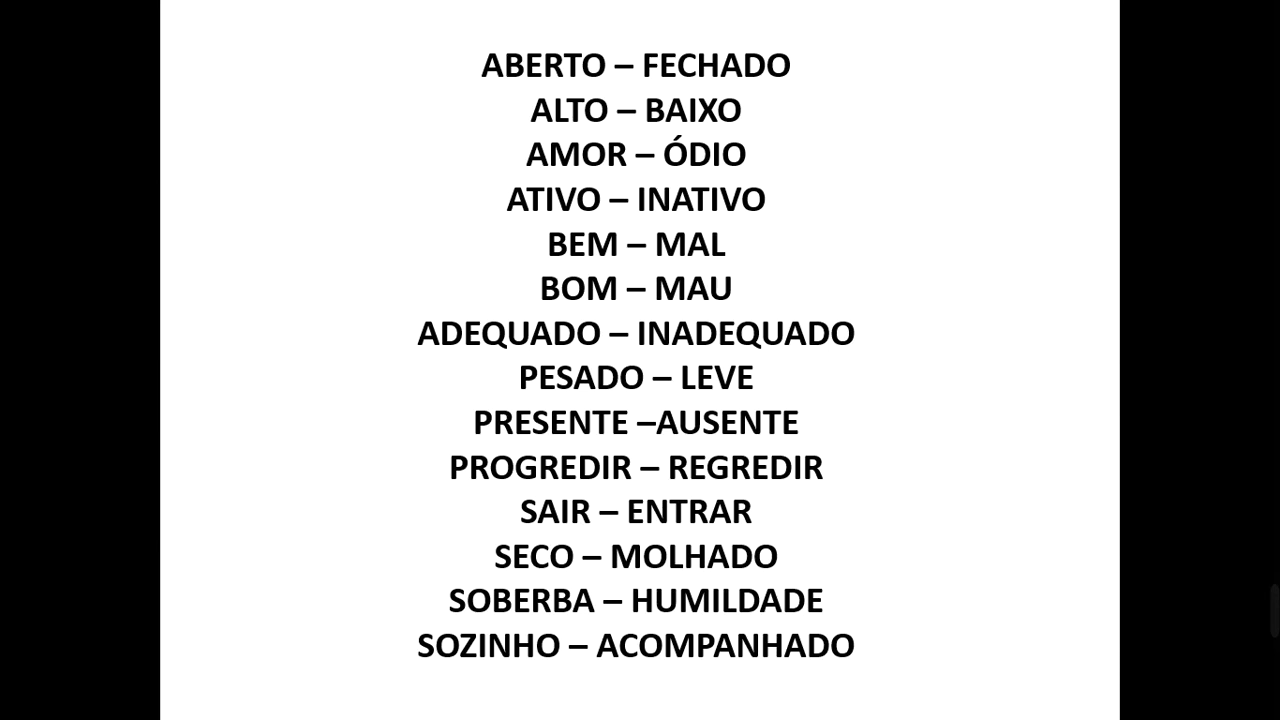 ABERTO – FECHADO
ALTO – BAIXO
AMOR – ÓDIO
ATIVO – INATIVO
BEM – MAL
BOM – MAU
ADEQUADO – INADEQUADO
PESADO – LEVE
PRESENTE –AUSENTE
PROGREDIR – REGREDIR
SAIR – ENTRAR
SECO – MOLHADO
SOBERBA – HUMILDADE
SOZINHO – ACOMPANHADO